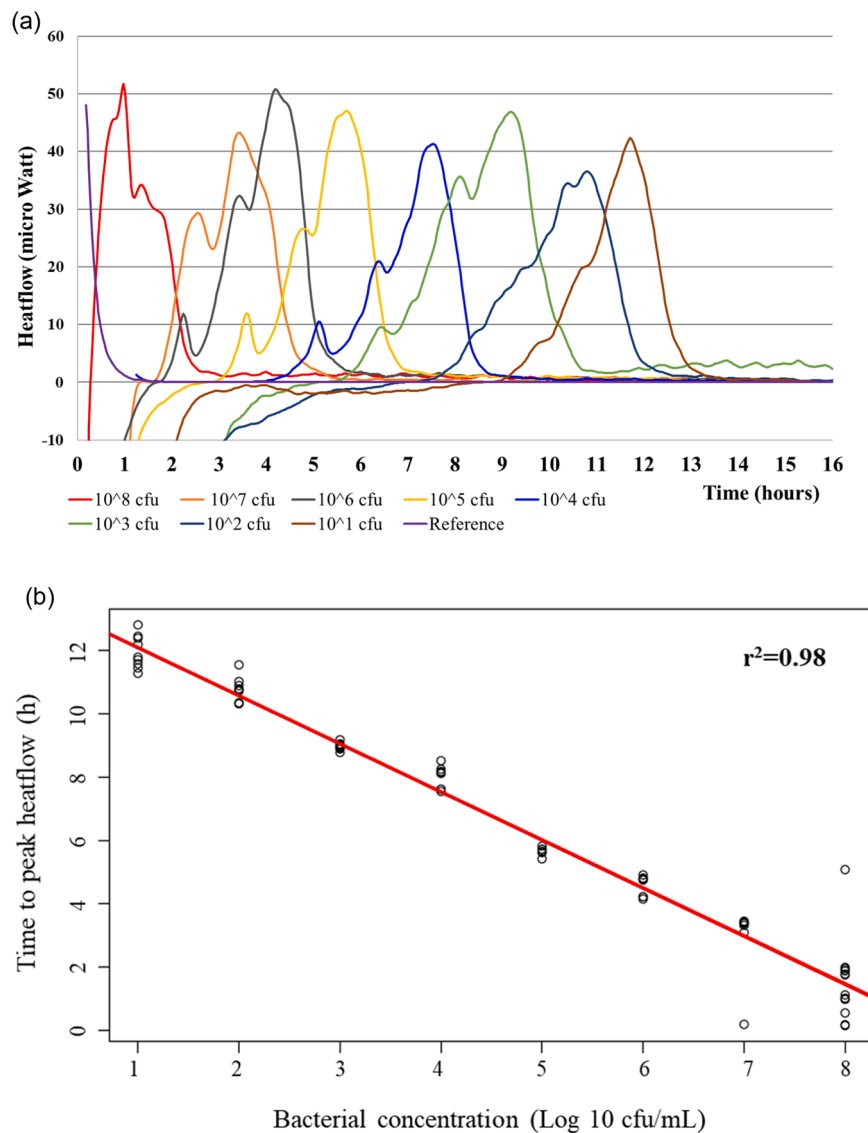 (a)
60
50
40
30
20
10
0
-10
Heatflow (micro Watt)
0 1 2 3 4 5 6 7 8 9 10 11 12 13 14 15 16
Time (hours)
10^8 cfu 10^7 cfu 10^6 cfu 10^5 cfu 10^4 cfu
10^3 cfu 10^2 cfu 10^1 cfu Reference
(b)
r²=0.98
12
10
8
6
4
2
0
Time to peak heatflow (h)
1 2 3 4 5 6 7 8
Bacterial concentration (Log 10 cfu/mL)